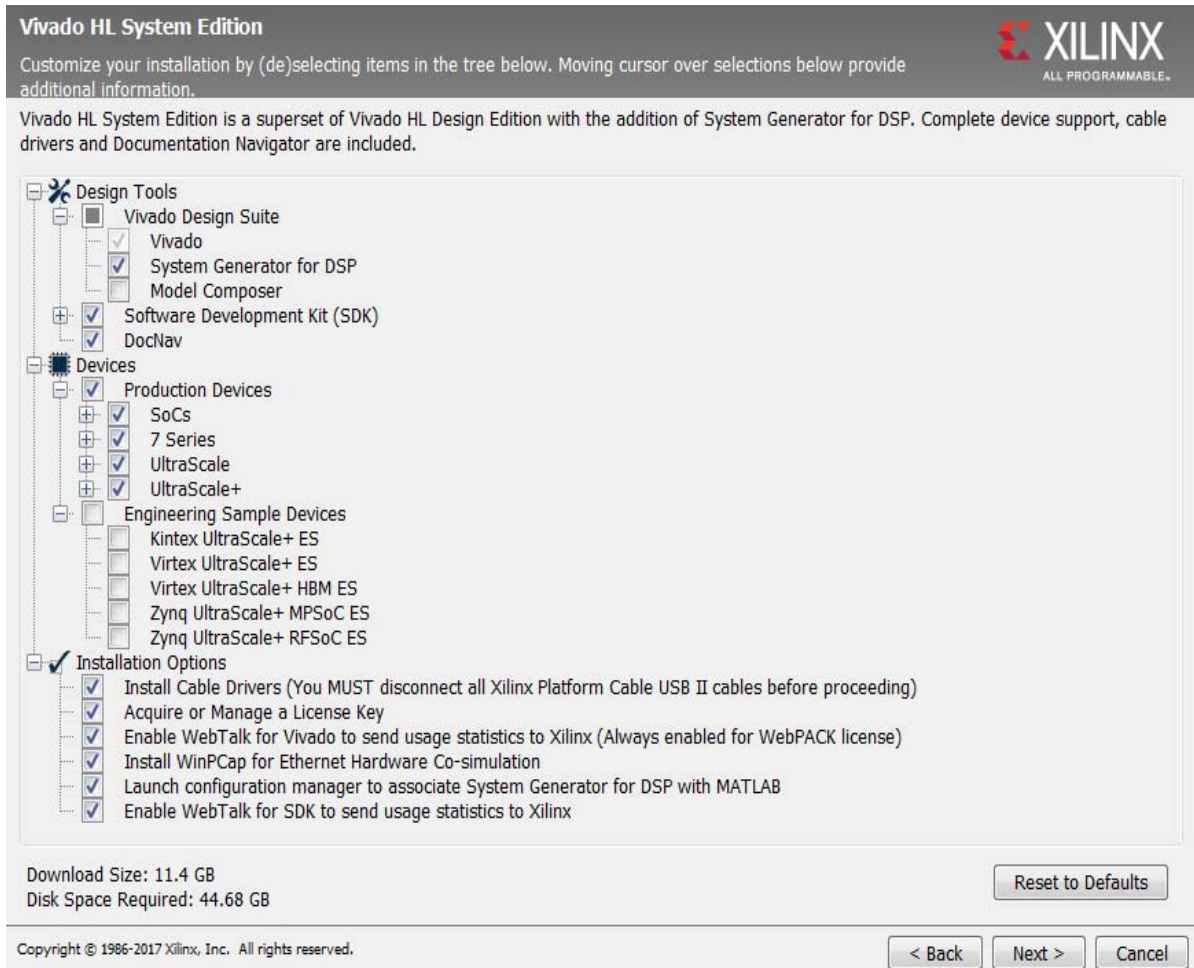 Vivado HL System Edition
XILINX
ALL PROGRAMMABLE.
Customize your installation by (de)selecting items in the tree below. Moving cursor over selections below provide
additional information.
Vivado HL System Edition is a superset of Vivado HL Design Edition with the addition of System Generator for DSP. Complete device support, cable
drivers and Documentation Navigator are included.
Design Tools
Vivado Design Suite
Vivado
System Generator for DSP
Model Composer
Software Development Kit (SDK)
DocNav
Devices
Production Devices
SoCs
7 Series
UltraScale
UltraScale+
Engineering Sample Devices
Kintex UltraScale+ ES
Virtex UltraScale+ ES
Virtex UltraScale+ HBM ES
Zynq UltraScale+ MPSoC ES
Zynq UltraScale+ RFSoC ES
Installation Options
Install Cable Drivers (You MUST disconnect all Xilinx Platform Cable USB II cables before proceeding)
Acquire or Manage a License Key
Enable WebTalk for Vivado to send usage statistics to Xilinx (Always enabled for WebPACK license)
Install WinPCap for Ethernet Hardware Co-simulation
Launch configuration manager to associate System Generator for DSP with MATLAB
Enable WebTalk for SDK to send usage statistics to Xilinx
Download Size: 11.4 GB
Disk Space Required: 44.68 GB
Reset to Defaults
Copyright © 1986-2017 Xilinx, Inc. All rights reserved.
< Back
Next >
Cancel